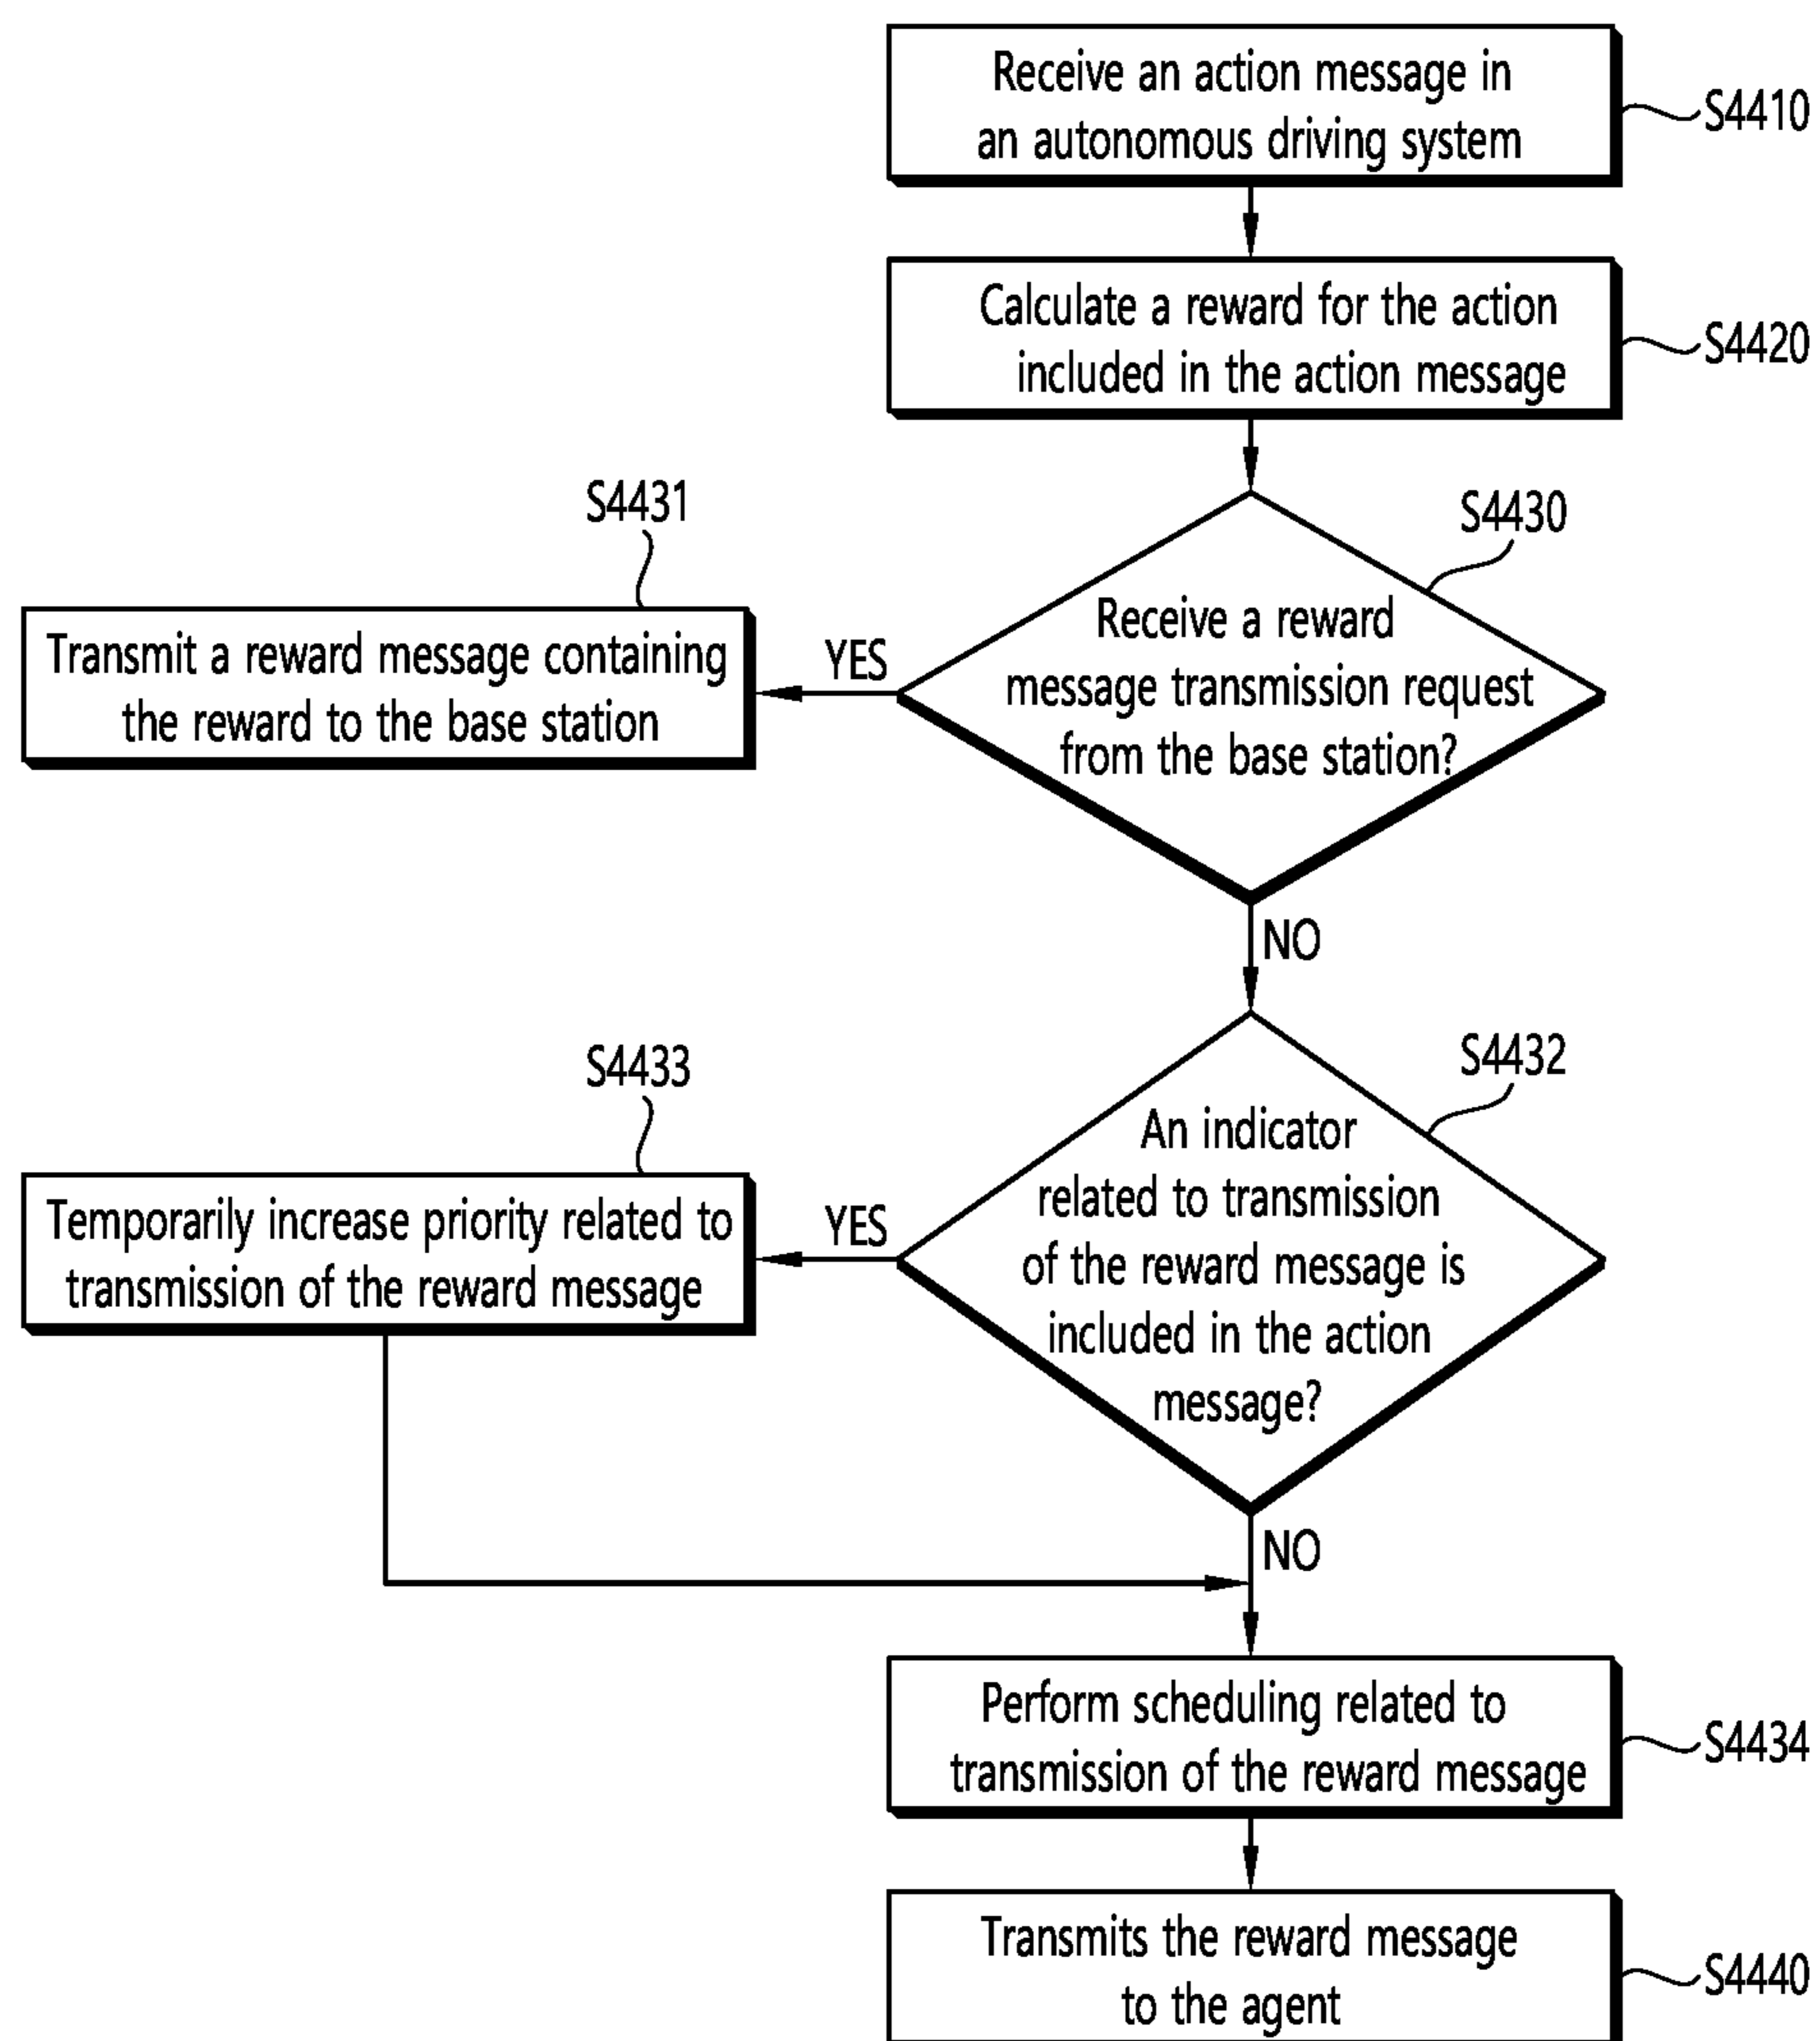 Receive an action message in
an autonomous driving system
S4410
Calculate a reward for the action
included in the action message
S4420
S4430
Receive a reward
message transmission request
from the base station?
YES
S4431
Transmit a reward message containing
the reward to the base station
NO
S4432
An indicator
related to transmission
of the reward message is
included in the action
message?
YES
S4433
Temporarily increase priority related to
transmission of the reward message
NO
Perform scheduling related to
transmission of the reward message
S4434
Transmits the reward message
to the agent
S4440